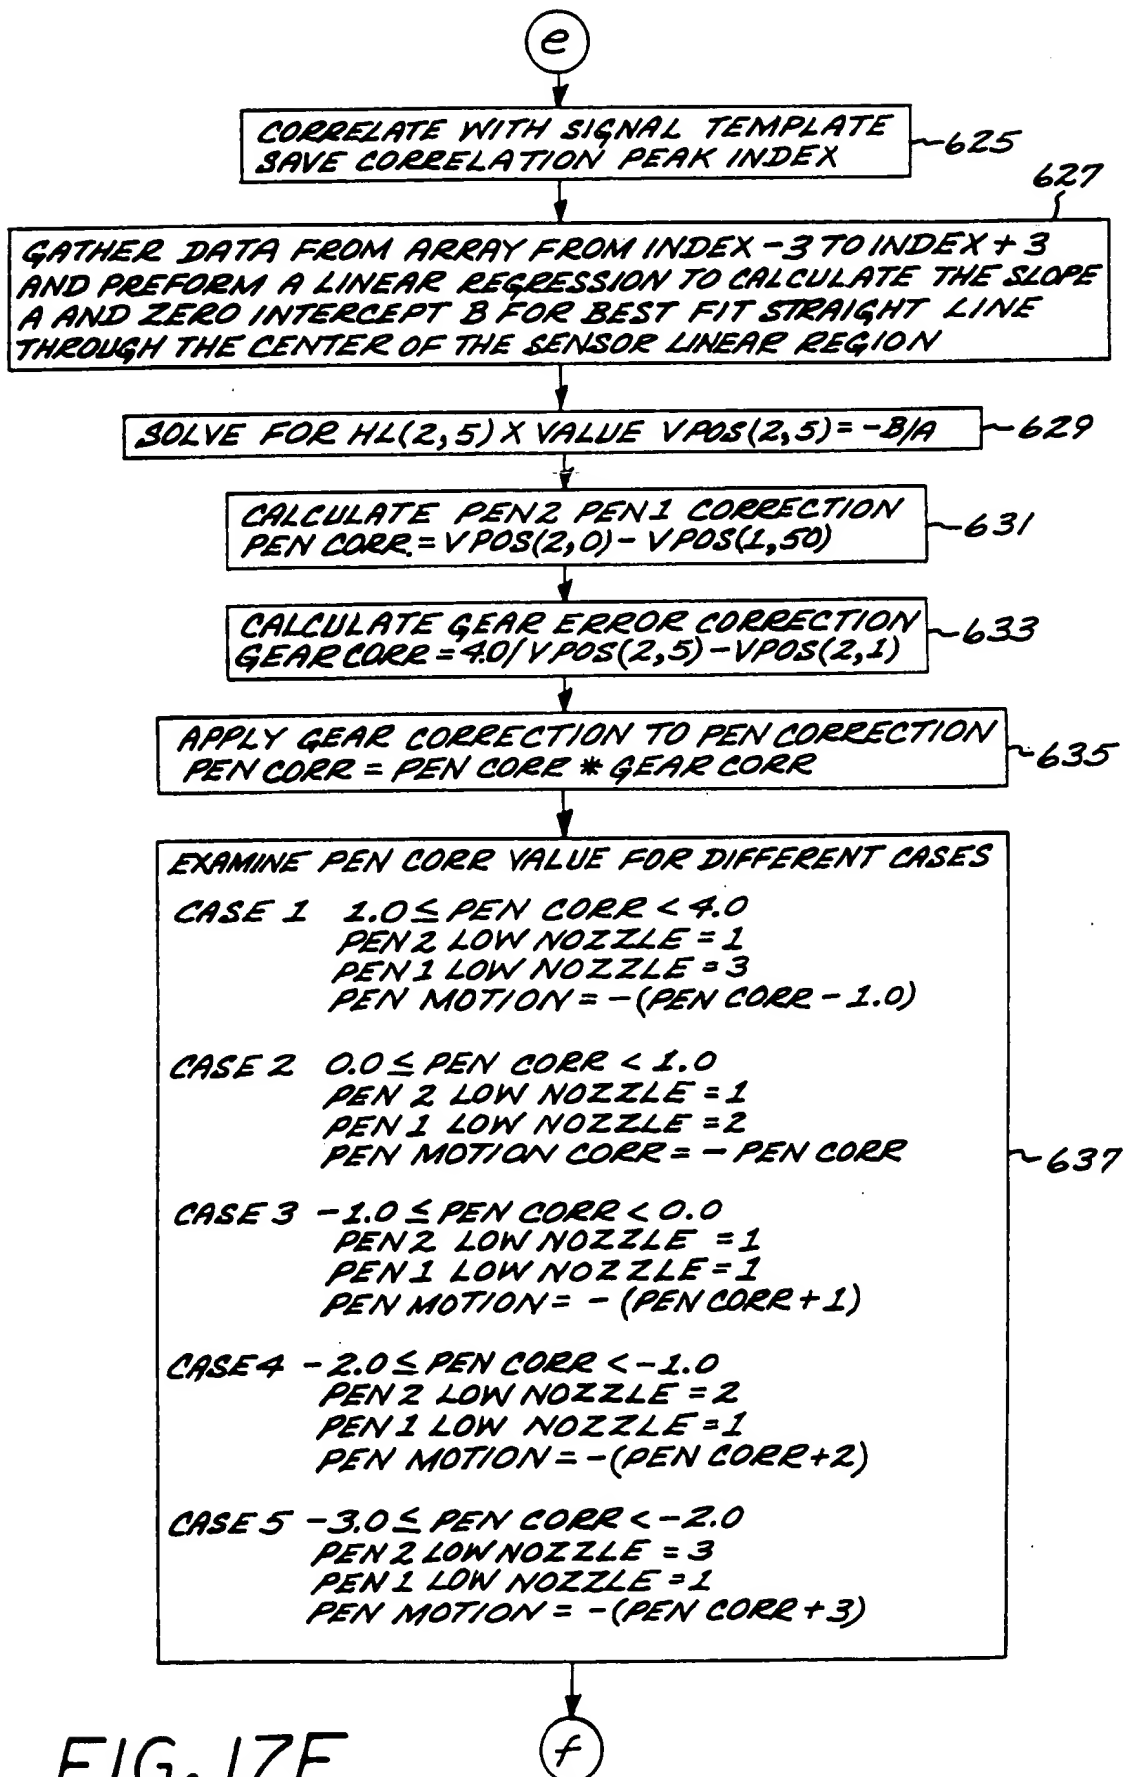 e
CORRELATE WITH SIGNAL TEMPLATE
SAVE CORRELATION PEAK INDEX
625
627
GATHER DATA FROM ARRAY FROM INDEX -3 TO INDEX + 3
AND PREFORM A LINEAR REGRESSION TO CALCULATE THE SLOPE
A AND ZERO INTERCEPT B FOR BEST FIT STRAIGHT LINE
THROUGH THE CENTER OF THE SENSOR LINEAR REGION
SOLVE FOR HL(2,5) X VALUE VPOS(2,5) = -B/A
629
CALCULATE PEN2 PEN1 CORRECTION
PEN CORR. = VPOS(2,0) - VPOS(1,50)
631
CALCULATE GEAR ERROR CORRECTION
GEAR CORR = 4.0/VPOS(2,5) - VPOS(2,1)
633
APPLY GEAR CORRECTION TO PEN CORRECTION
PEN CORR = PEN CORR * GEAR CORR
635
EXAMINE PEN CORR VALUE FOR DIFFERENT CASES
CASE 1 1.0 ≤ PEN CORR < 4.0
PEN 2 LOW NOZZLE = 1
PEN 1 LOW NOZZLE = 3
PEN MOTION = -(PEN CORR - 1.0)
CASE 2 0.0 ≤ PEN CORR < 1.0
PEN 2 LOW NOZZLE = 1
PEN 1 LOW NOZZLE = 2
PEN MOTION CORR = - PEN CORR
637
CASE 3 -1.0 ≤ PEN CORR < 0.0
PEN 2 LOW NOZZLE = 1
PEN 1 LOW NOZZLE = 1
PEN MOTION = - (PEN CORR + 1)
CASE 4 -2.0 ≤ PEN CORR < -1.0
PEN 2 LOW NOZZLE = 2
PEN 1 LOW NOZZLE = 1
PEN MOTION = -(PEN CORR + 2)
CASE 5 -3.0 ≤ PEN CORR < -2.0
PEN 2 LOW NOZZLE = 3
PEN 1 LOW NOZZLE = 1
PEN MOTION = -(PEN CORR + 3)
f
FIG. 17E